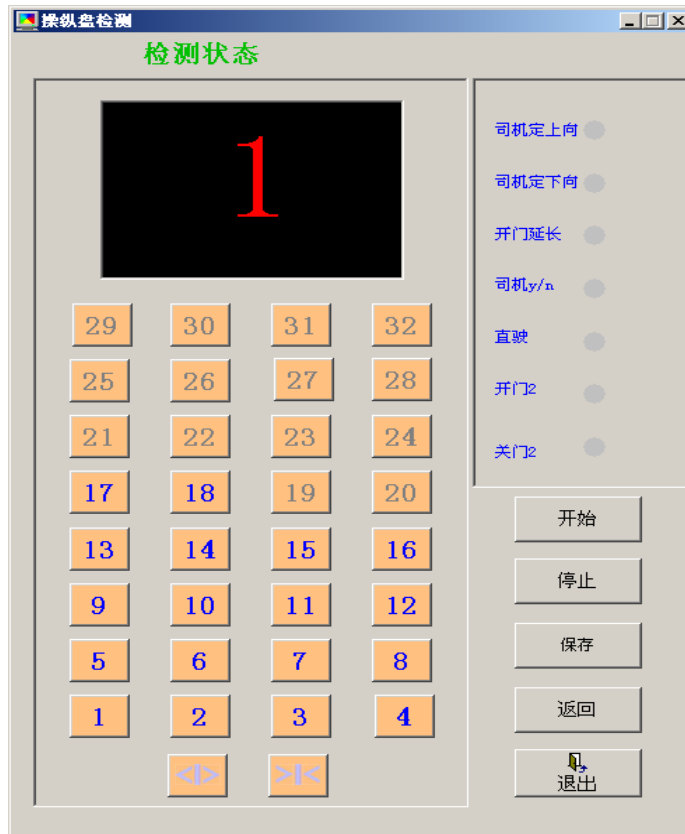 操纵盘检测
检测状态
1
29 30 31 32
25 26 27 28
21 22 23 24
17 18 19 20
13 14 15 16
9 10 11 12
5 6 7 8
1 2 3 4
<|> >|<
司机定上向
司机定下向
开门延长
司机y/n
直驶
开门2
关门2
开始
停止
保存
返回
退出